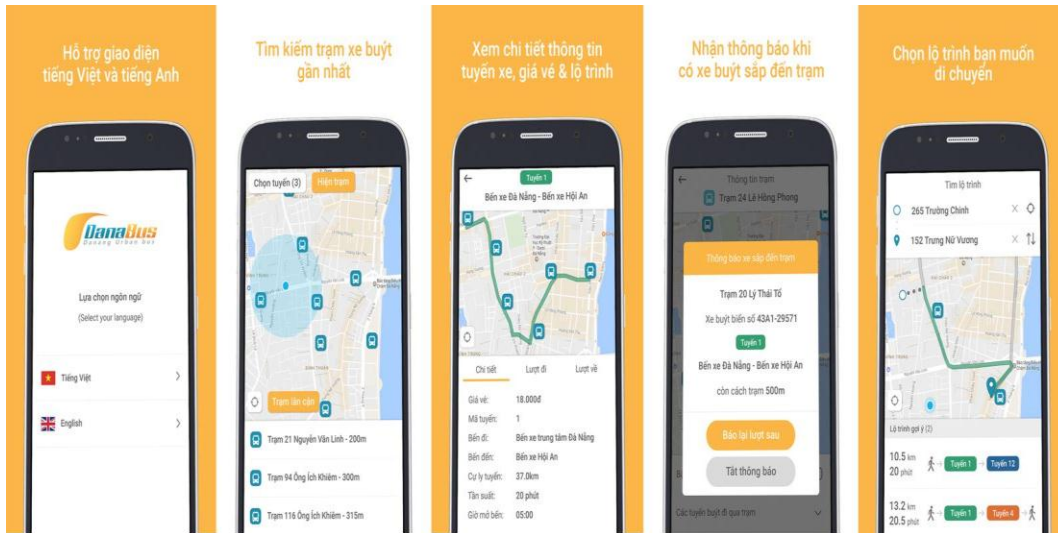 Hỗ trợ giao diện
tiếng Việt và tiếng Anh
DanaBus
Danang Urban bus
Lựa chọn ngôn ngữ
(Select your language)
Tiếng Việt
English
Tìm kiếm trạm xe buýt
gần nhất
Chọn tuyến (3)
Hiện trạm
Trạm lân cận
Trạm 21 Nguyễn Văn Linh - 200m
Trạm 94 Ông Ích Khiêm - 300m
Trạm 116 Ông Ích Khiêm - 315m
Xem chi tiết thông tin
tuyến xe, giá vé & lộ trình
Tuyến 1
Bến xe Đà Nẵng - Bến xe Hội An
Chi tiết Lượt đi Lượt về
Giá vé: 18.000đ
Mã tuyến: 1
Bến đi: Bến xe trung tâm Đà Nẵng
Bến đến: Bến xe Hội An
Cự ly tuyến: 37.0km
Tần suất: 20 phút
Giờ mở bến: 05:00
Nhận thông báo khi
có xe buýt sắp đến trạm
Thông tin trạm
Trạm 24 Lê Hồng Phong
Thông báo xe sắp đến trạm
Trạm 20 Lý Thái Tổ
Xe buýt biển số 43A1-29571
Tuyến 1
Bến xe Đà Nẵng - Bến xe Hội An
còn cách trạm 500m
Báo lại lượt sau
Tắt thông báo
Các tuyến buýt đi qua trạm
Chọn lộ trình bạn muốn
di chuyển
Tìm lộ trình
265 Trường Chinh
152 Trưng Nữ Vương
Lộ trình gợi ý (2)
10.5 km
20 phút
Tuyến 1
Tuyến 12
13.2 km
20.5 phút
Tuyến 1
Tuyến 4